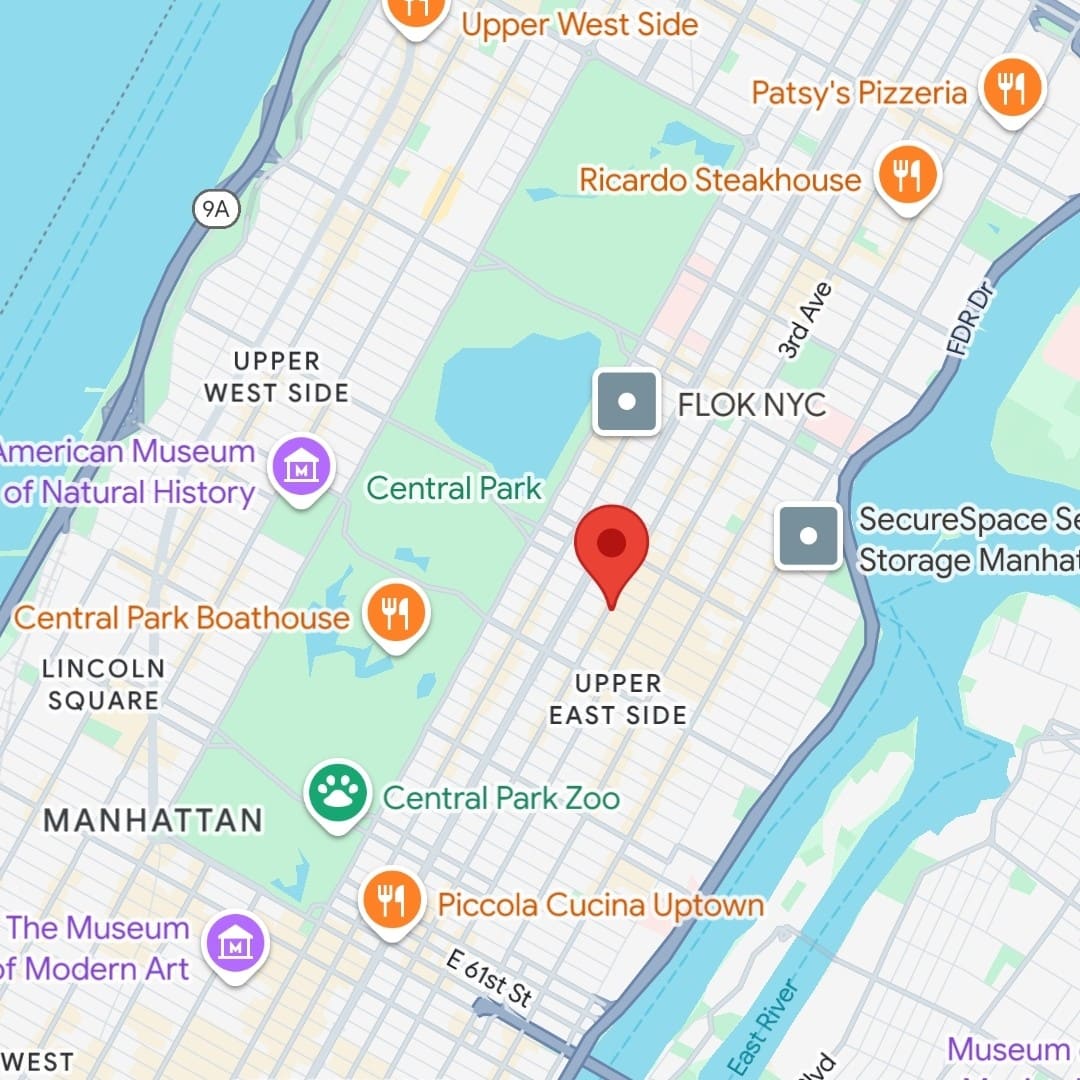 Upper West Side
Patsy's Pizzeria
Ricardo Steakhouse
9A
3rd Ave
FDR Dr
UPPER
WEST SIDE
FLOK NYC
American Museum
of Natural History
Central Park
SecureSpace Se
Storage Manhat
Central Park Boathouse
LINCOLN
SQUARE
UPPER
EAST SIDE
Central Park Zoo
MANHATTAN
Piccola Cucina Uptown
The Museum
of Modern Art
E 61st St
East River
WEST
Museum
lvd